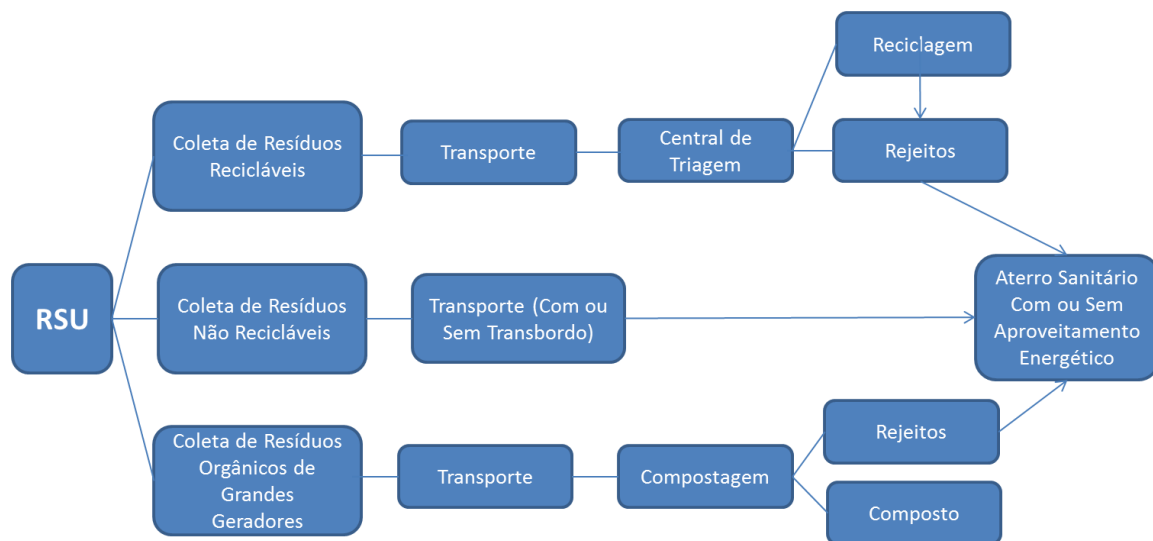 Reciclagem
Coleta de Resíduos
Recicláveis
Transporte
Central de
Triagem
Rejeitos
RSU
Coleta de Resíduos
Não Recicláveis
Transporte (Com ou
Sem Transbordo)
Aterro Sanitário
Com ou Sem
Aproveitamento
Energético
Coleta de Resíduos
Orgânicos de
Grandes
Geradores
Transporte
Compostagem
Rejeitos
Composto